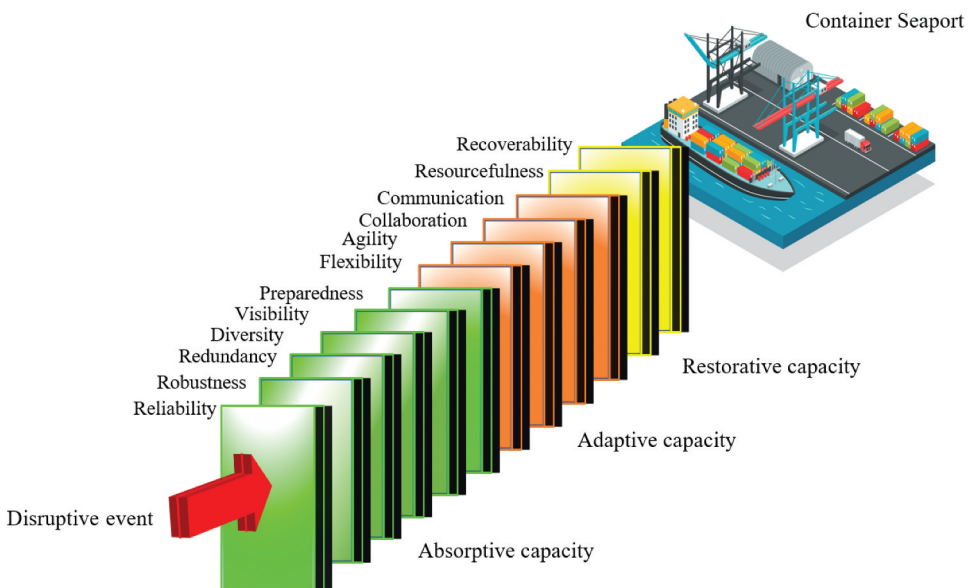 Container Seaport
Recoverability
Resourcefulness
Communication
Collaboration
Agility
Flexibility
Preparedness
Visibility
Diversity
Redundancy
Robustness
Reliability
Restorative capacity
Adaptive capacity
Disruptive event
Absorptive capacity